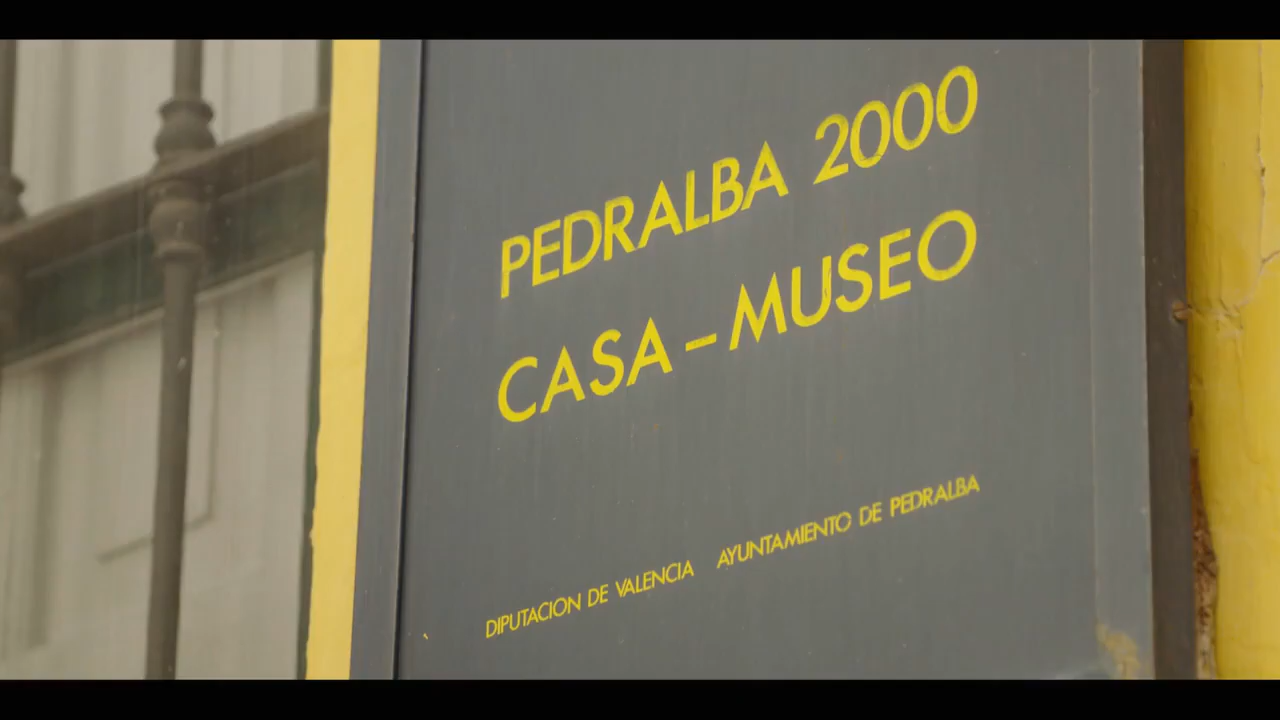 PEDRALBA 2000
CASA – MUSEO
DIPUTACION DE VALENCIA AYUNTAMIENTO DE PEDRALBA